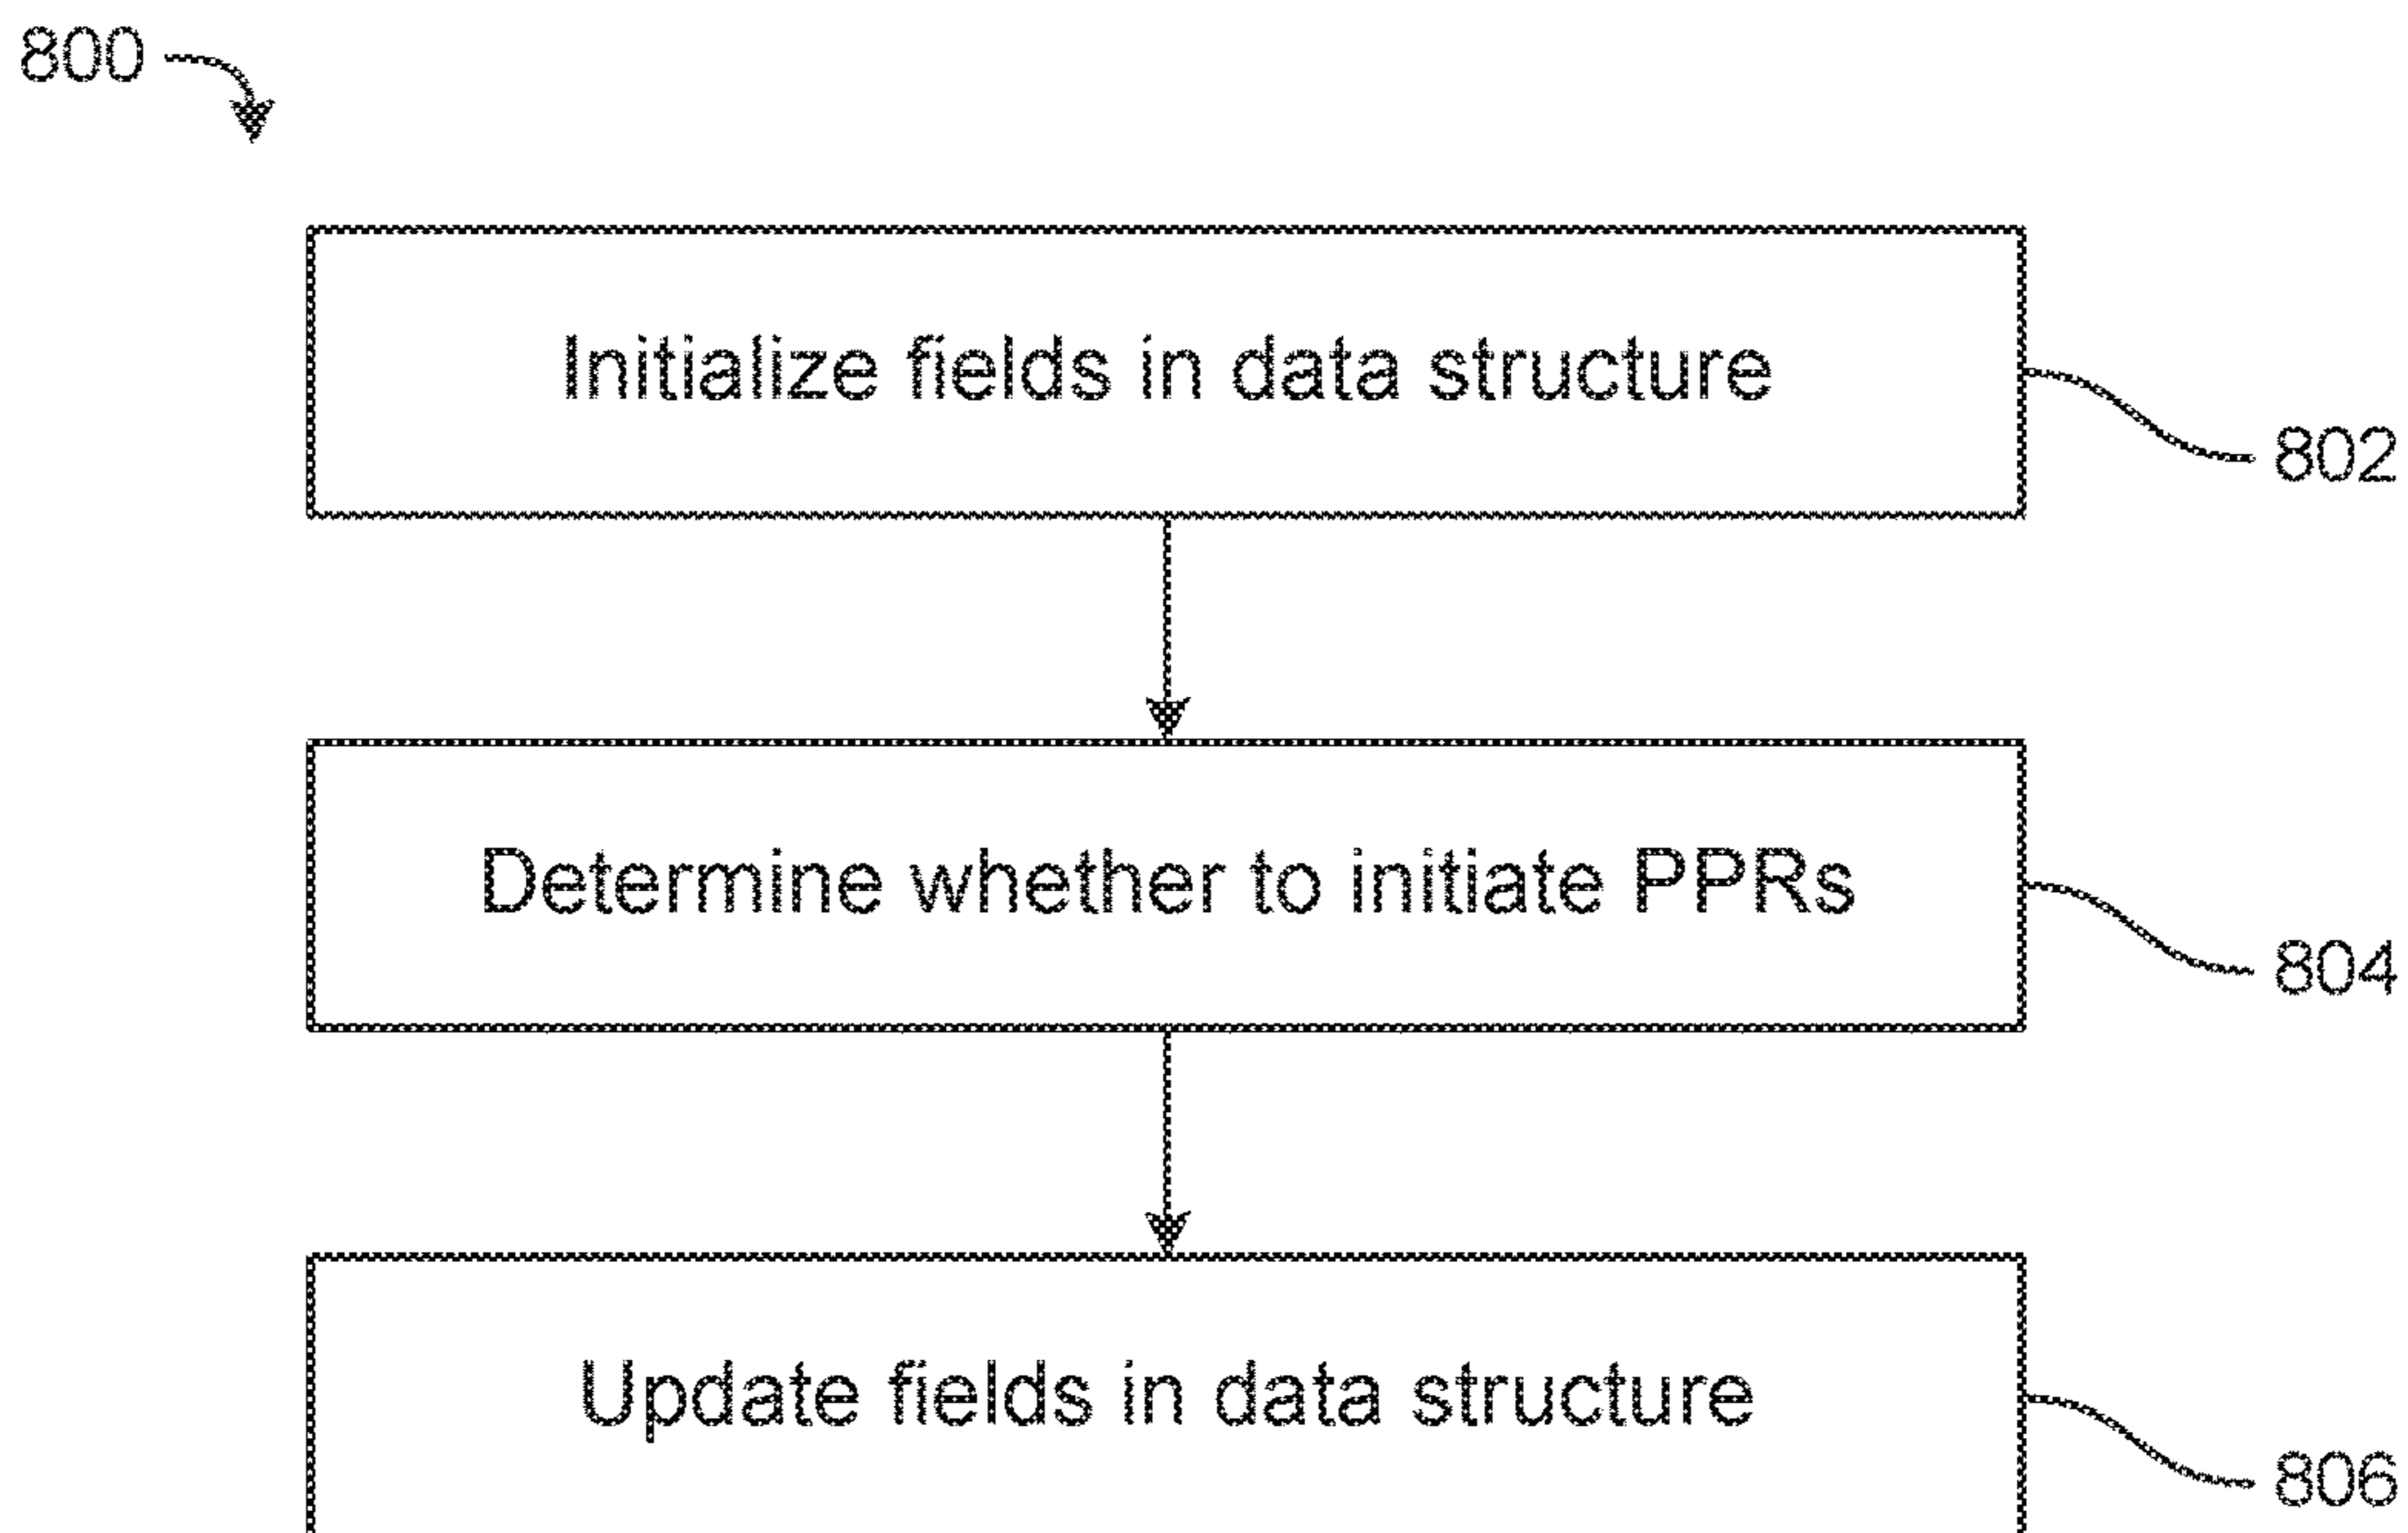 800
Initialize fields in data structure
802
Determine whether to initiate PPRs
804
Update fields in data structure
806